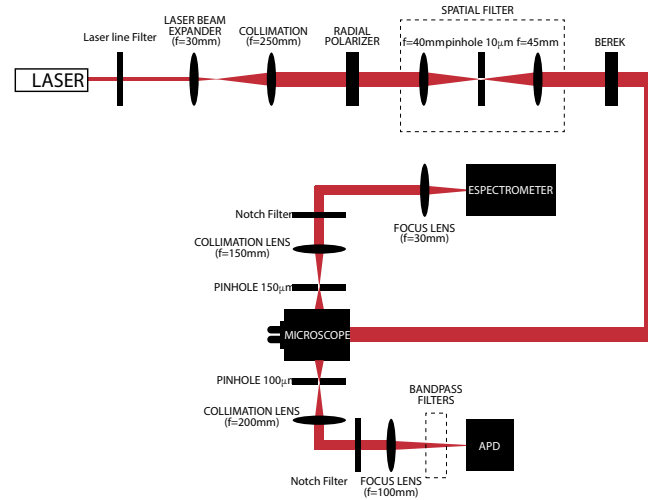 LASER BEAM
EXPANDER
(f=30mm)
Laser line Filter
COLLIMATION
(f=250mm)
RADIAL
POLARIZER
SPATIAL FILTER
f=40mm pinhole 10μm f=45mm
BEREK
LASER
ESPECTROMETER
Notch Filter
FOCUS LENS
(f=30mm)
COLLIMATION LENS
(f=150mm)
PINHOLE 150μm
MICROSCOPE
PINHOLE 100μm
BANDPASS
FILTERS
COLLIMATION LENS
(f=200mm)
APD
Notch Filter
FOCUS LENS
(f=100mm)